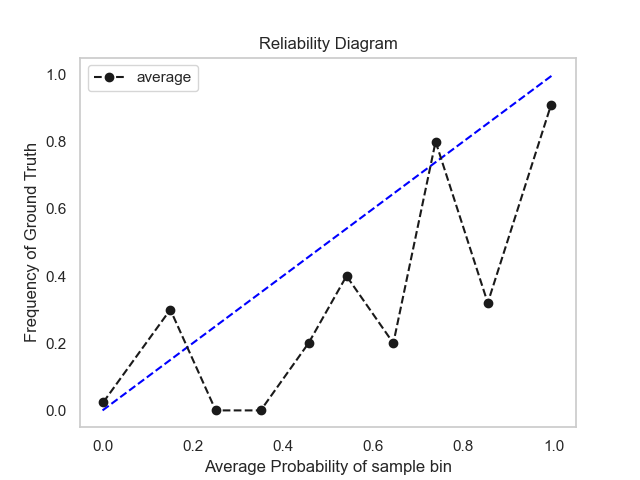 Reliability Diagram
average
Frequency of Ground Truth
1.0
0.8
0.6
0.4
0.2
0.0
0.0 0.2 0.4 0.6 0.8 1.0
Average Probability of sample bin